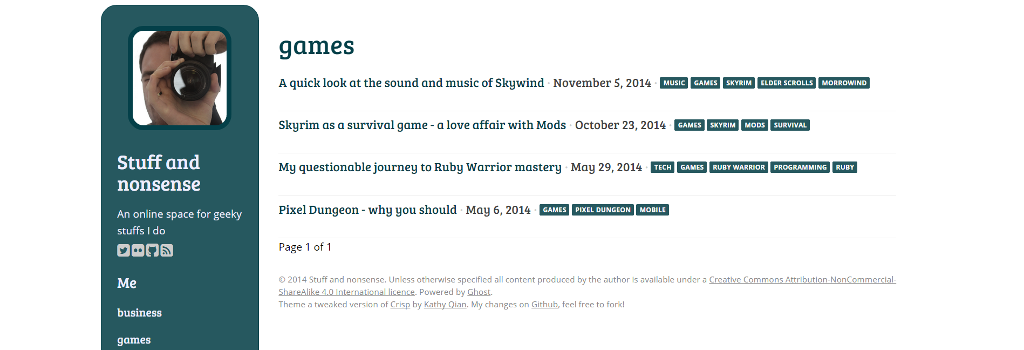 Stuff and
nonsense
An online space for geeky
stuffs I do
Me
business
games
games
A quick look at the sound and music of Skywind · November 5, 2014 · MUSIC GAMES SKYRIM ELDER SCROLLS MORROWIND
Skyrim as a survival game - a love affair with Mods · October 23, 2014 · GAMES SKYRIM MODS SURVIVAL
My questionable journey to Ruby Warrior mastery · May 29, 2014 · TECH GAMES RUBY WARRIOR PROGRAMMING RUBY
Pixel Dungeon - why you should · May 6, 2014 · GAMES PIXEL DUNGEON MOBILE
Page 1 of 1
© 2014 Stuff and nonsense. Unless otherwise specified all content produced by the author is available under a Creative Commons Attribution-NonCommercial-
ShareAlike 4.0 International licence. Powered by Ghost.
Theme a tweaked version of Crisp by Kathy Qian. My changes on Github, feel free to fork!